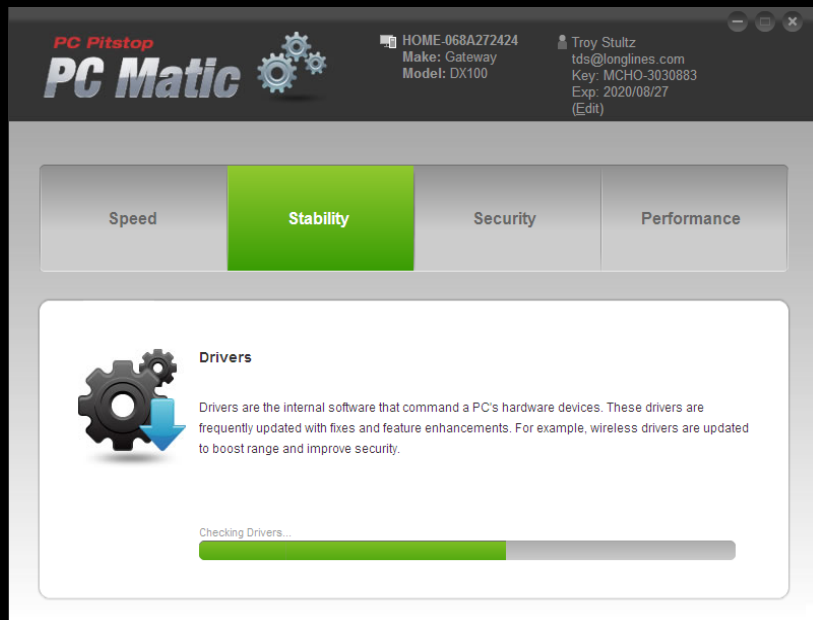 PC Pitstop
PC Matic
HOME-068A272424
Make: Gateway
Model: DX100
Troy Stultz
tds@longlines.com
Key: MCHO-3030883
Exp: 2020/08/27
(Edit)
Speed
Stability
Security
Performance
Drivers
Drivers are the internal software that command a PC's hardware devices. These drivers are
frequently updated with fixes and feature enhancements. For example, wireless drivers are updated
to boost range and improve security.
Checking Drivers...